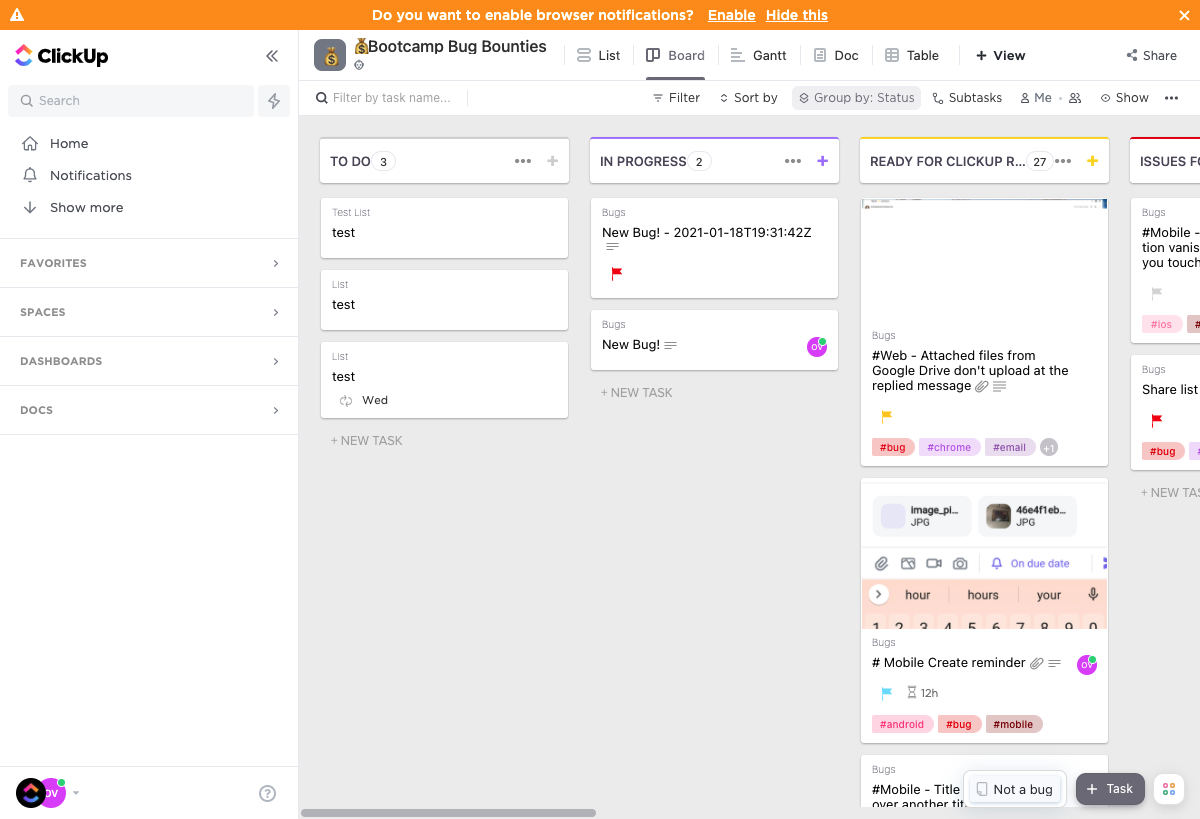 Do you want to enable browser notifications? Enable Hide this
ClickUp
Search
Home
Notifications
Show more
FAVORITES
SPACES
DASHBOARDS
DOCS
OV
💰Bootcamp Bug Bounties
List
Board
Gantt
Doc
Table
+ View
Share
Filter by task name...
Filter
Sort by
Group by: Status
Subtasks
Me
Show
TO DO 3
Test List
test
List
test
List
test
Wed
+ NEW TASK
IN PROGRESS 2
Bugs
New Bug! - 2021-01-18T19:31:42Z
Bugs
New Bug!
OV
+ NEW TASK
READY FOR CLICKUP R... 27
Bugs
#Web - Attached files from
Google Drive don't upload at the
replied message
#bug #chrome #email +1
image_pi...
JPG
46e4f1eb...
JPG
On due date
hour hours your
1 2 3 4 5 6 7 8 9 0
Bugs
# Mobile Create reminder
OV
12h
#android #bug #mobile
Bugs
#Mobile - Title
over another tit
ISSUES FO
Bugs
#Mobile -
tion vanis
you touch
#ios #
Bugs
Share list
#bug #
+ NEW TAS
Not a bug
+ Task